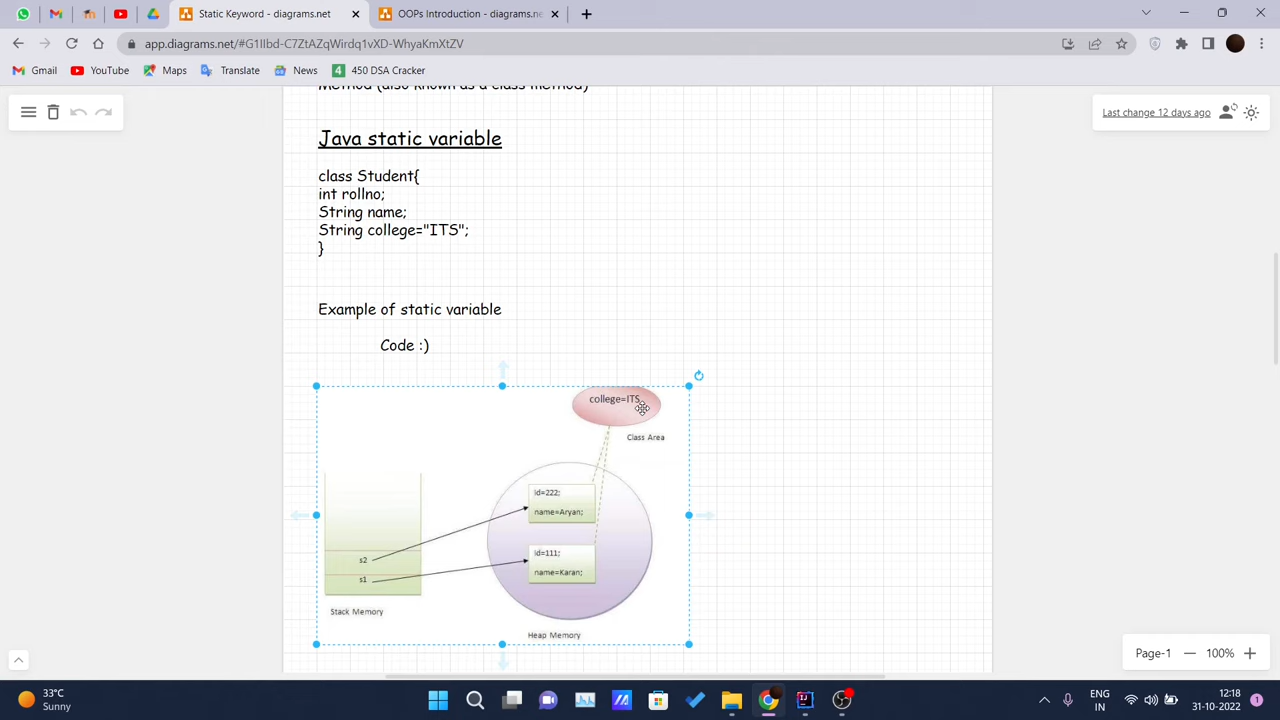 Static Keyword - diagrams.net
OOPs Introduction - diagrams.ne
app.diagrams.net/#G1IIbd-C7ZtAZqWirdq1vXD-WhyaKmXtZV
Gmail YouTube Maps Translate News 450 DSA Cracker
Method (also known as a class method)
Last change 12 days ago
Java static variable
class Student{
int rollno;
String name;
String college="ITS";
}
Example of static variable
Code :)
college=ITS
Class Area
id=222;
name=Aryan;
s2
id=111;
name=Karan;
s1
Stack Memory
Heap Memory
Page-1 100%
33°C
Sunny
ENG
IN
12:18
31-10-2022
1